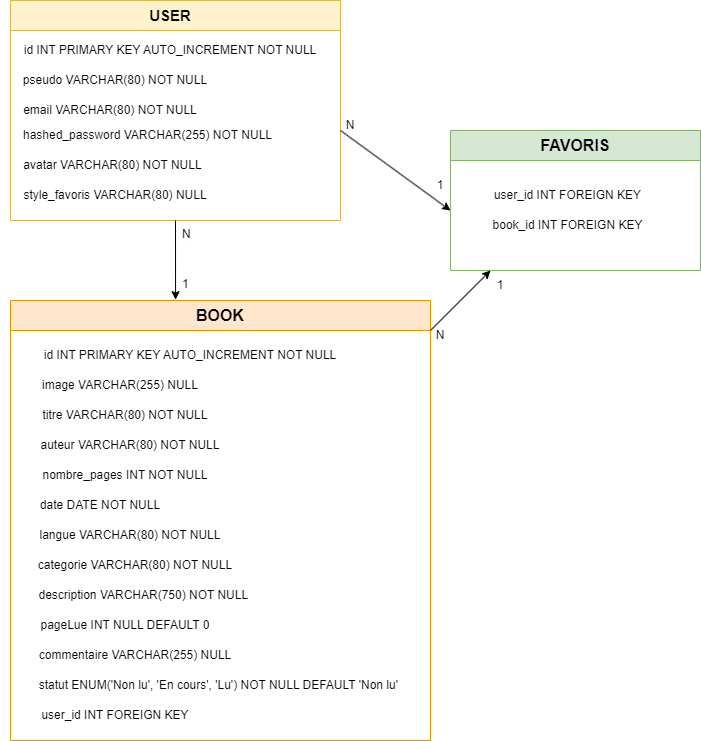 USER
id INT PRIMARY KEY AUTO_INCREMENT NOT NULL
pseudo VARCHAR(80) NOT NULL
email VARCHAR(80) NOT NULL
hashed_password VARCHAR(255) NOT NULL
avatar VARCHAR(80) NOT NULL
style_favoris VARCHAR(80) NULL
N
1
FAVORIS
user_id INT FOREIGN KEY
book_id INT FOREIGN KEY
N
1
1
N
BOOK
id INT PRIMARY KEY AUTO_INCREMENT NOT NULL
image VARCHAR(255) NULL
titre VARCHAR(80) NOT NULL
auteur VARCHAR(80) NOT NULL
nombre_pages INT NOT NULL
date DATE NOT NULL
langue VARCHAR(80) NOT NULL
categorie VARCHAR(80) NOT NULL
description VARCHAR(750) NOT NULL
pageLue INT NULL DEFAULT 0
commentaire VARCHAR(255) NULL
statut ENUM('Non lu', 'En cours', 'Lu') NOT NULL DEFAULT 'Non lu'
user_id INT FOREIGN KEY